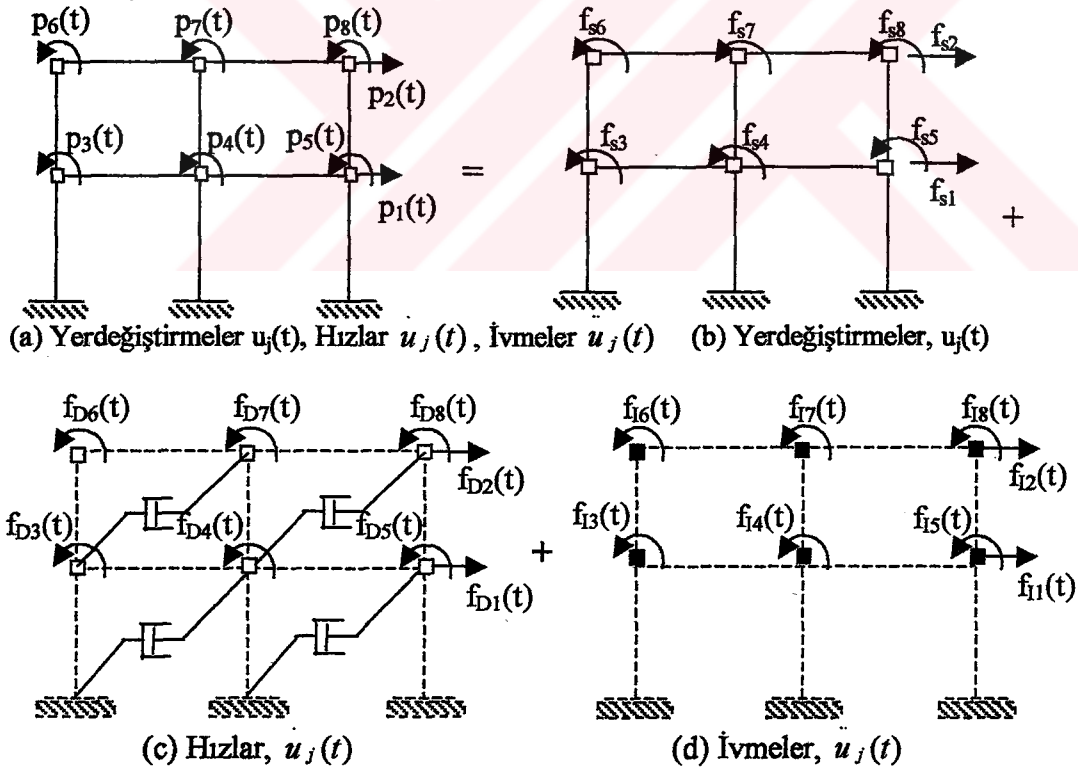 p6(t) p7(t) p8(t)
p2(t)
p3(t) p4(t) p5(t)
p1(t)
=
fs6 fs7 fs8 fs2
fs3 fs4 fs5
fs1
+
(a) Yerdeğiştirmeler uj(t), Hızlar u̇j(t), İvmeler üj(t) (b) Yerdeğiştirmeler, uj(t)
fD6(t) fD7(t) fD8(t)
fD2(t)
fD3(t) fD4(t) fD5(t)
fD1(t)
+
fI6(t) fI7(t) fI8(t)
fI2(t)
fI3(t) fI4(t) fI5(t)
fI1(t)
(c) Hızlar, u̇j(t) (d) İvmeler, üj(t)